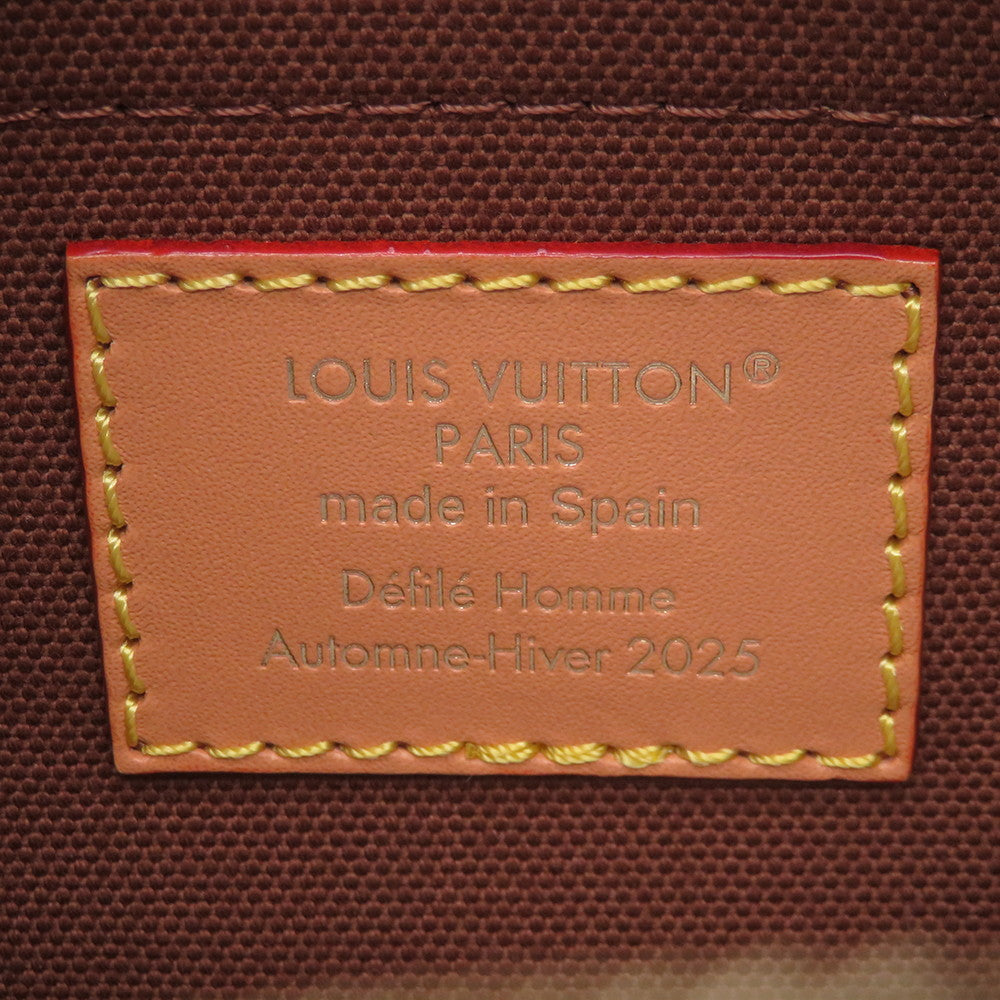 LOUIS VUITTON®
PARIS
made in Spain
Défilé Homme
Automne-Hiver 2025